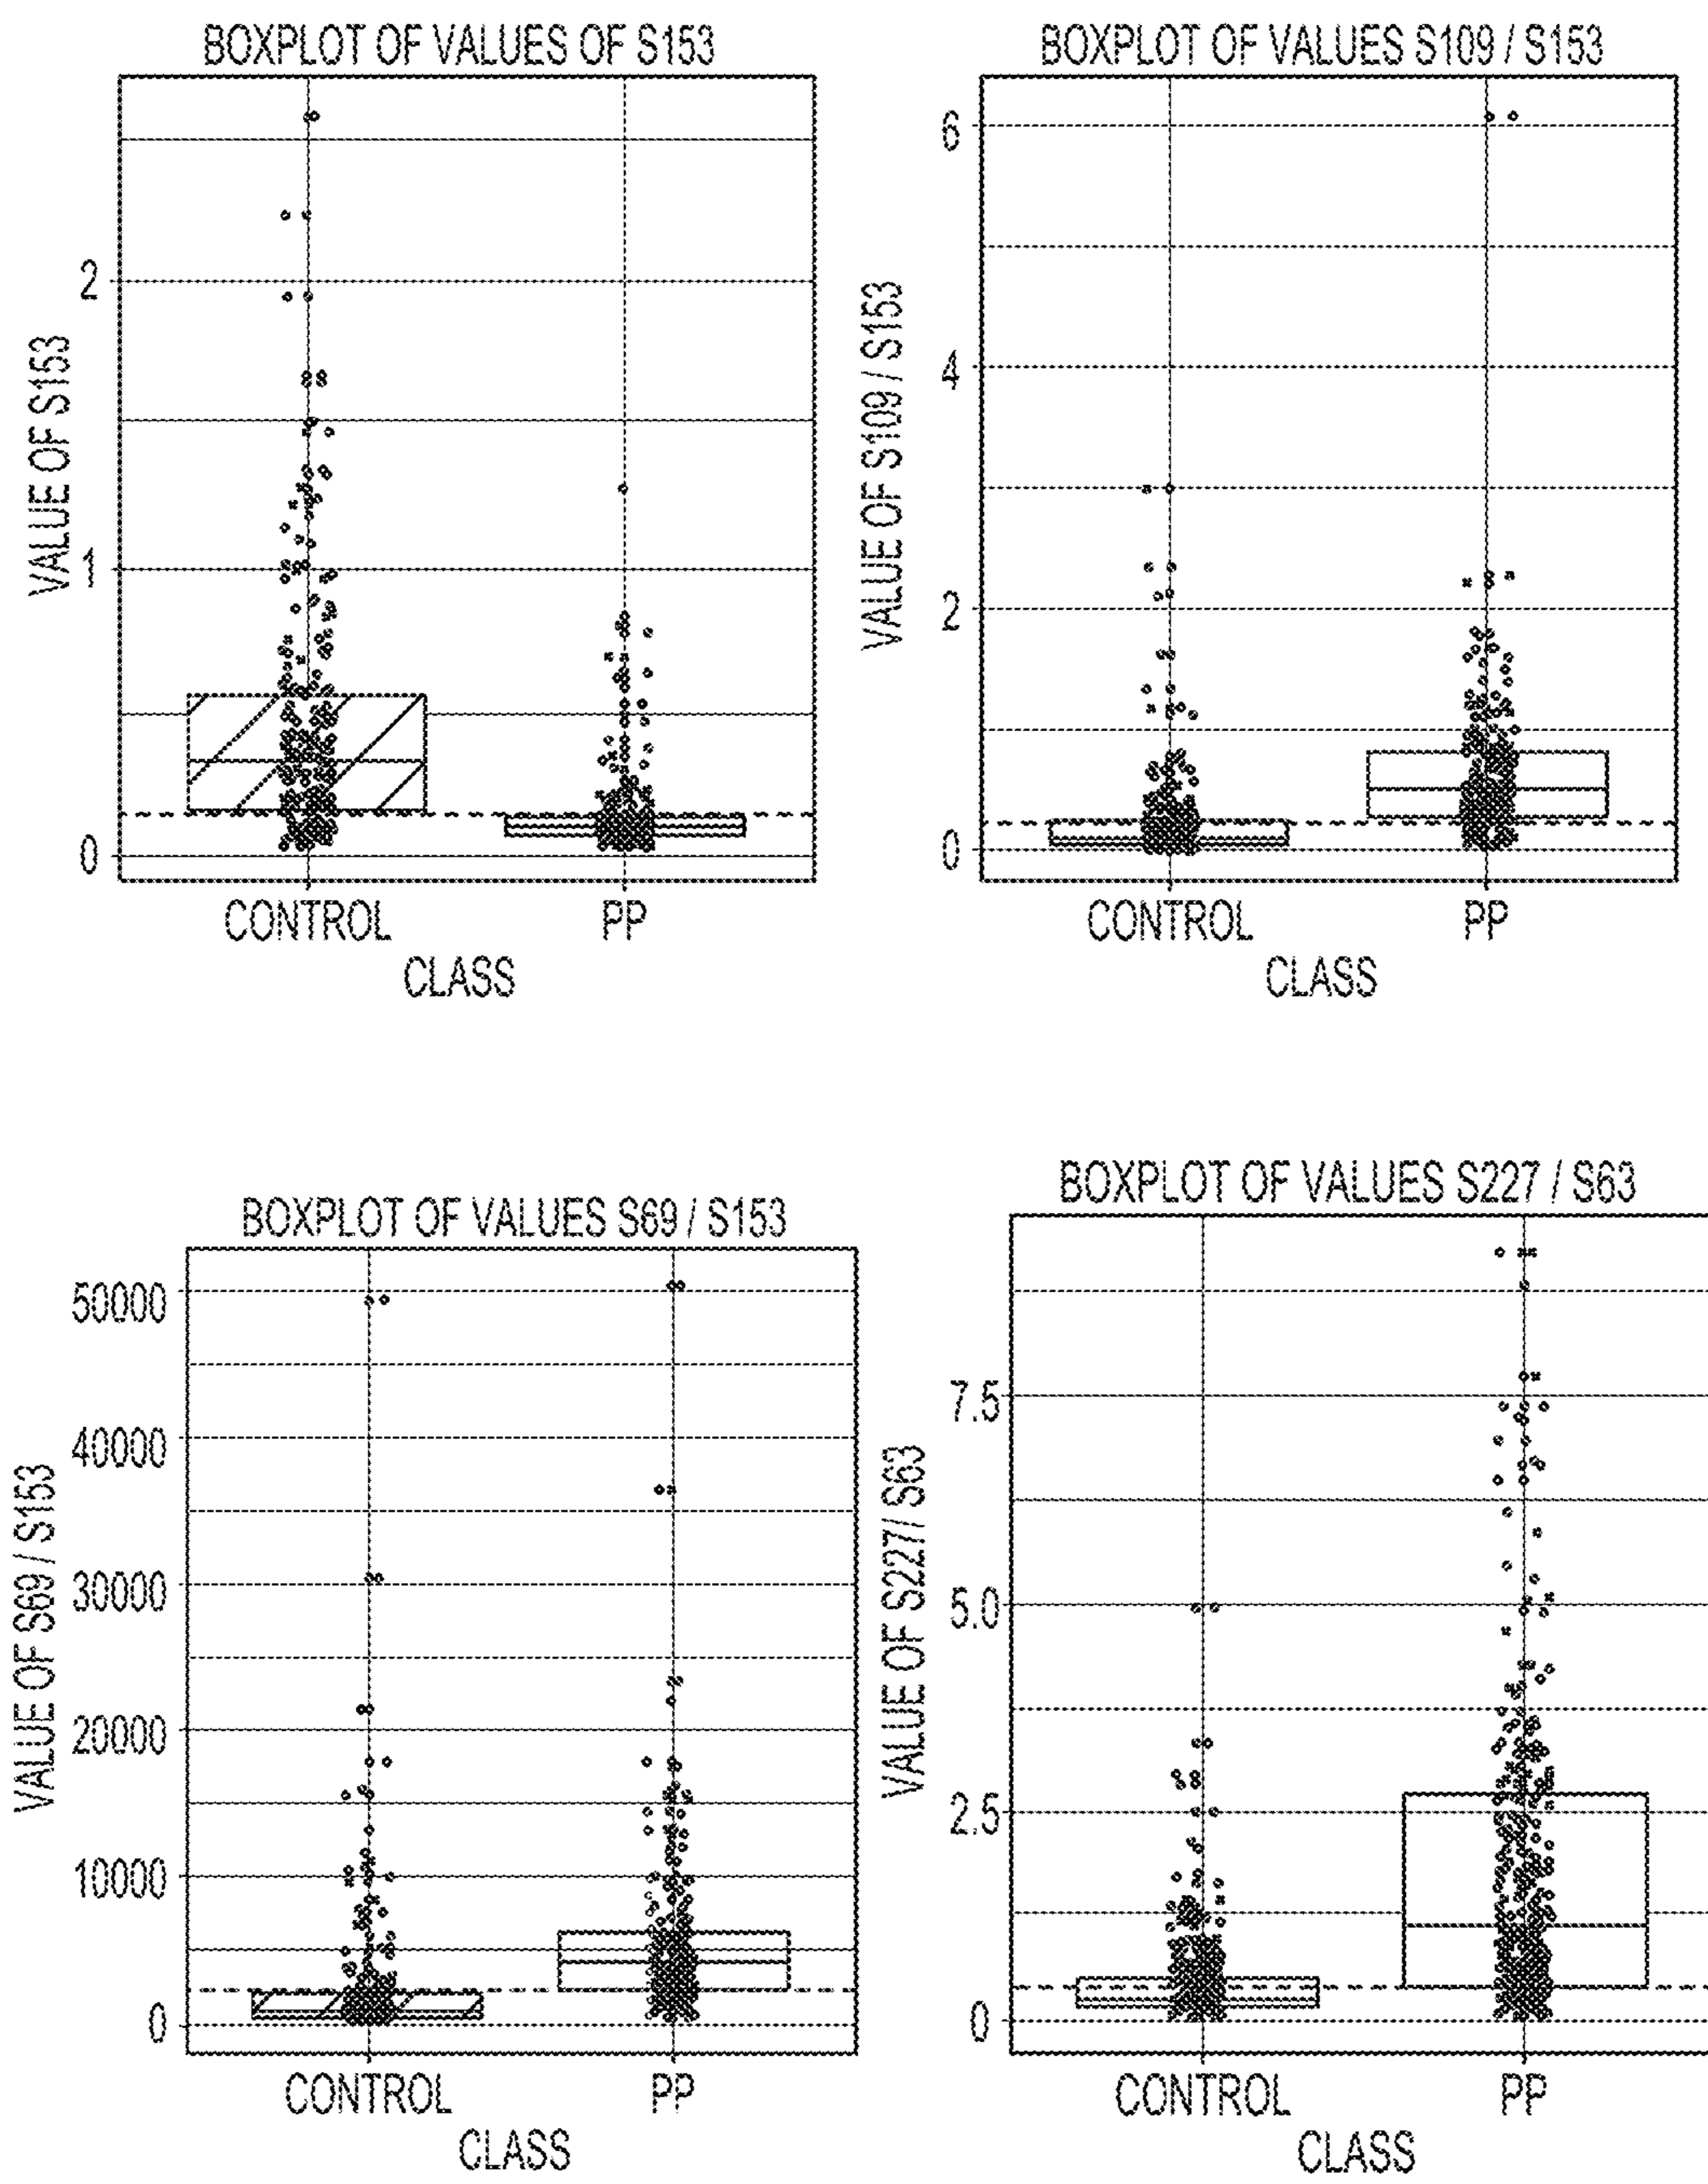 BOXPLOT OF VALUES OF S153
VALUE OF S153
2
1
0
CONTROL PP
CLASS
BOXPLOT OF VALUES S109 / S153
VALUE OF S109 / S153
6
4
2
0
CONTROL PP
CLASS
BOXPLOT OF VALUES S69 / S153
VALUE OF S69 / S153
50000
40000
30000
20000
10000
0
CONTROL PP
CLASS
BOXPLOT OF VALUES S227 / S63
VALUE OF S227/ S63
7.5
5.0
2.5
0
CONTROL PP
CLASS